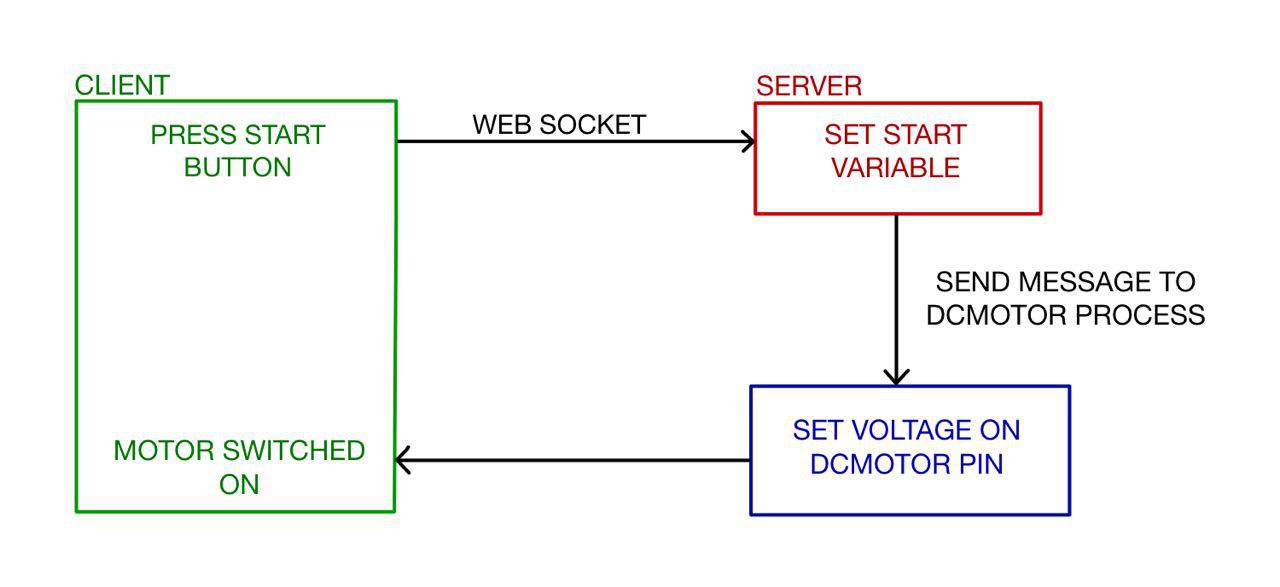 CLIENT
PRESS START
BUTTON
WEB SOCKET
SERVER
SET START
VARIABLE
SEND MESSAGE TO
DCMOTOR PROCESS
SET VOLTAGE ON
DCMOTOR PIN
MOTOR SWITCHED
ON